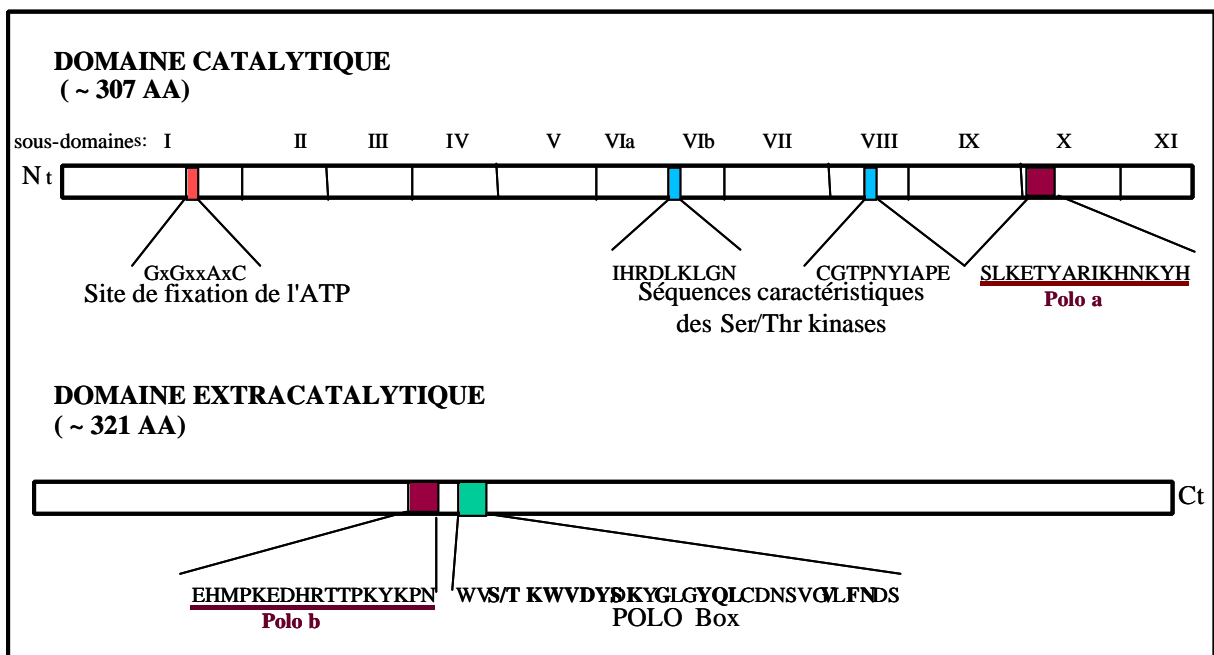 DOMAINE CATALYTIQUE
( ~ 307 AA)
sous-domaines: I II III IV V VIa VIb VII VIII IX X XI
N t
GxGxxAxC IHRDLKLGN CGTPNYIAPE SLKETYARIKHNKYH
Site de fixation de l'ATP Séquences caractéristiques Polo a
des Ser/Thr kinases
DOMAINE EXTRACATALYTIQUE
( ~ 321 AA)
Ct
EHMPKEDHRTTPKYKPN WVS/T KWVDYSDKYGLGYQLCDNSVGVLFNDS
Polo b POLO Box